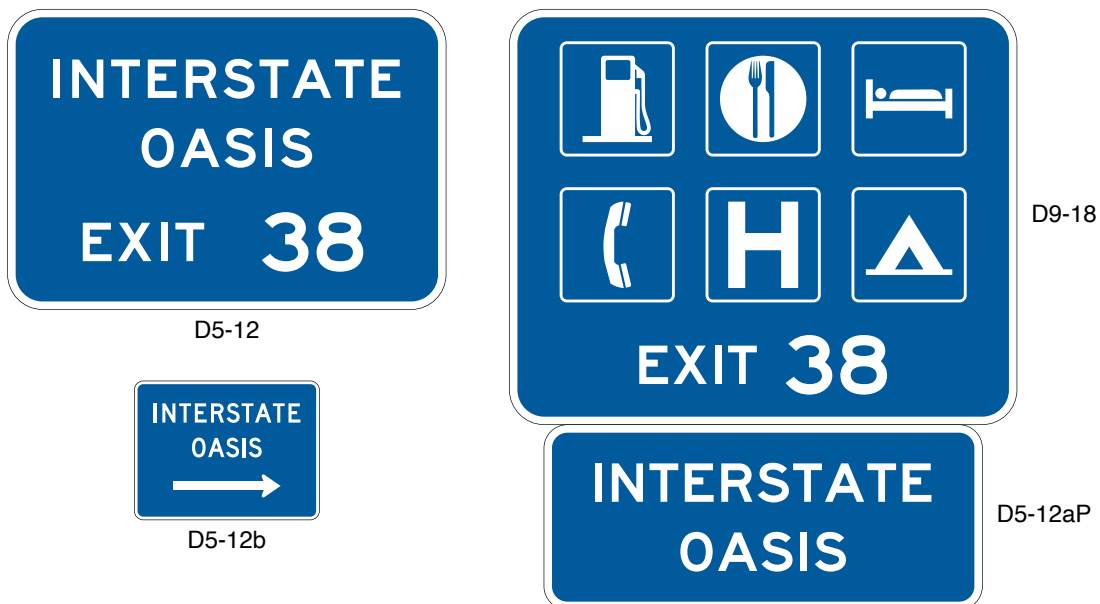 INTERSTATE
OASIS
EXIT 38
D5-12
INTERSTATE
OASIS
D5-12b
H
EXIT 38
D9-18
INTERSTATE
OASIS
D5-12aP